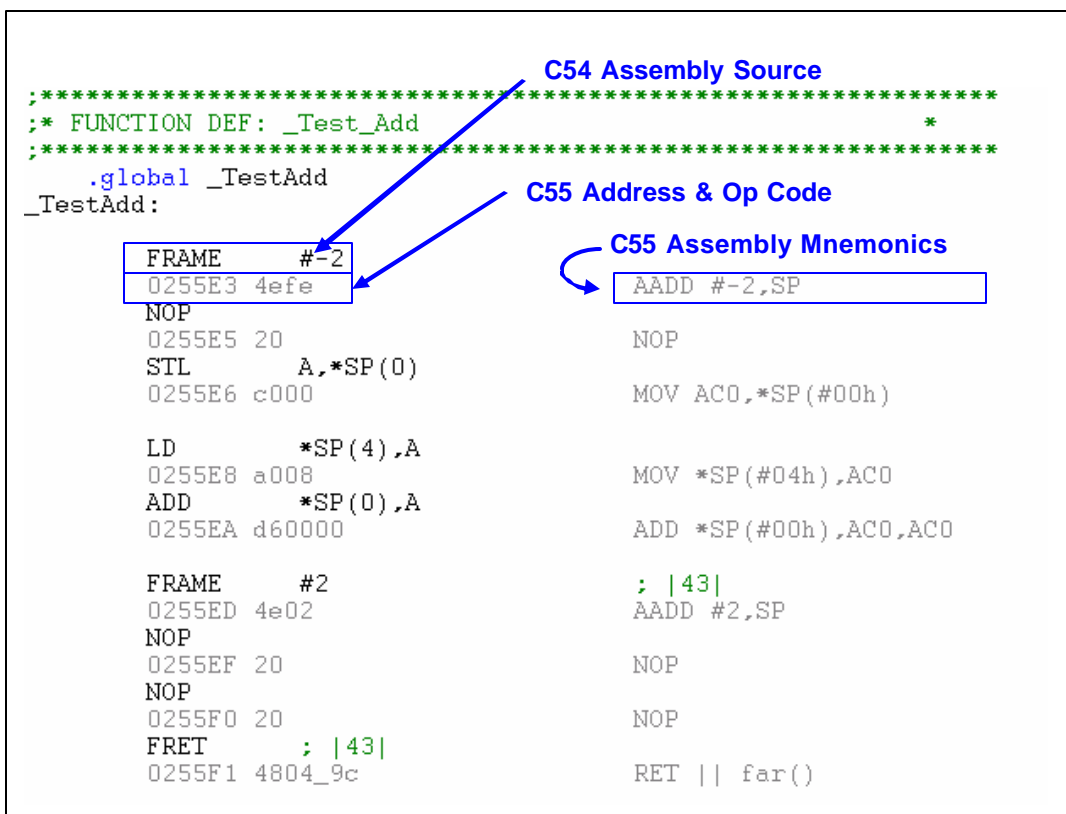 C54 Assembly Source
;***************************************************************
;* FUNCTION DEF: _Test_Add *
;***************************************************************
.global _TestAdd
_TestAdd:
C55 Address & Op Code
C55 Assembly Mnemonics
FRAME #-2
0255E3 4efe AADD #-2,SP
NOP
0255E5 20 NOP
STL A,*SP(0)
0255E6 c000 MOV AC0,*SP(#00h)
LD *SP(4),A
0255E8 a008 MOV *SP(#04h),AC0
ADD *SP(0),A
0255EA d60000 ADD *SP(#00h),AC0,AC0
FRAME #2 ; |43|
0255ED 4e02 AADD #2,SP
NOP
0255EF 20 NOP
NOP
0255F0 20 NOP
FRET ; |43|
0255F1 4804_9c RET || far()